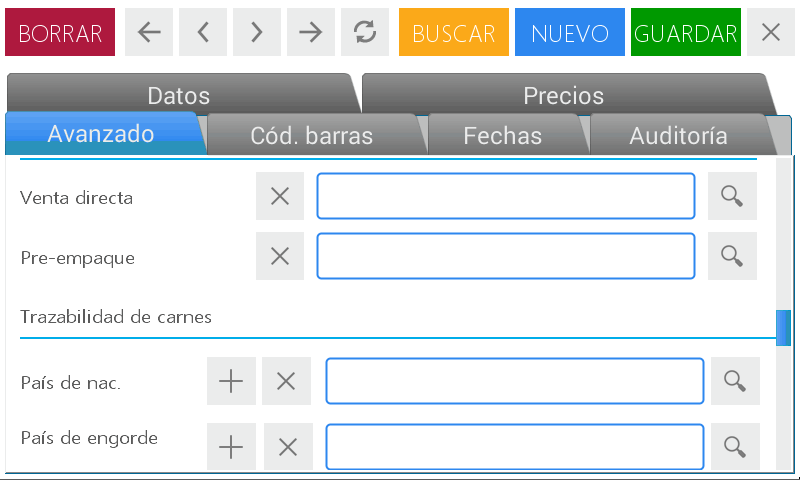 BORRAR BUSCAR NUEVO GUARDAR
Datos Precios
Avanzado Cód. barras Fechas Auditoría
Venta directa
Pre-empaque
Trazabilidad de carnes
País de nac.
País de engorde